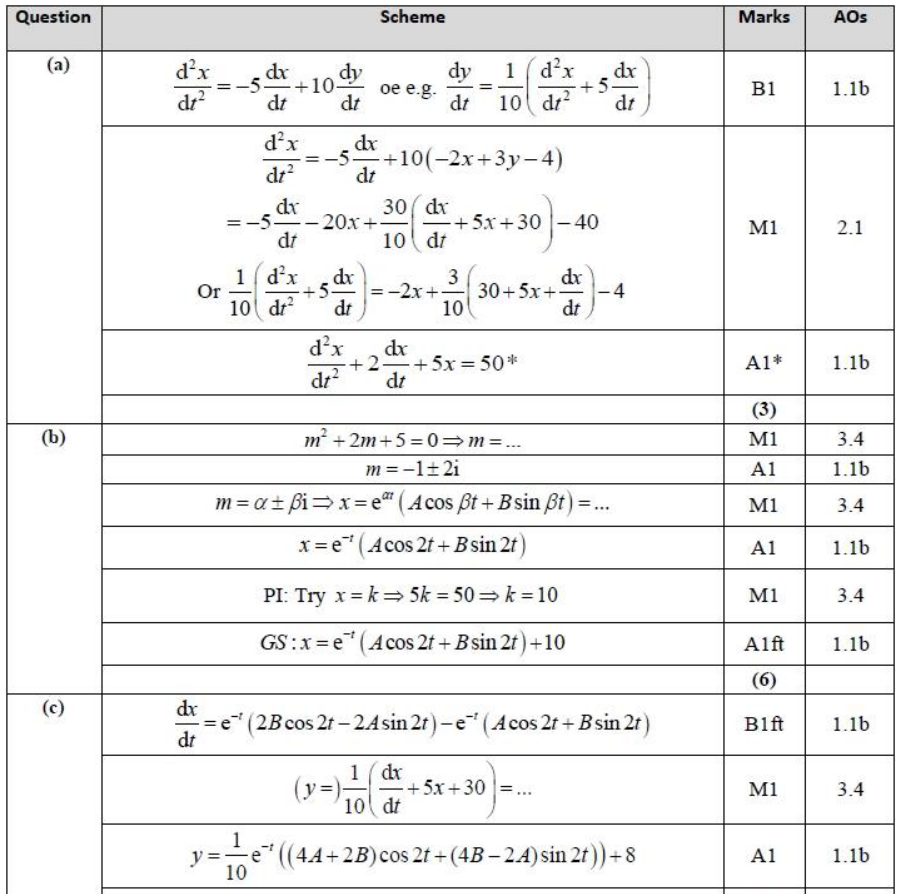 Question Scheme Marks AOs
(a) d²x/dt² = −5 dx/dt + 10 dy/dt oe e.g. dy/dt = 1/10 (d²x/dt² + 5 dx/dt) B1 1.1b
d²x/dt² = −5 dx/dt + 10(−2x + 3y − 4)
= −5 dx/dt − 20x + 30/10 (dx/dt + 5x + 30) − 40 M1 2.1
Or 1/10 (d²x/dt² + 5 dx/dt) = −2x + 3/10 (30 + 5x + dx/dt) − 4
d²x/dt² + 2 dx/dt + 5x = 50* A1* 1.1b
(3)
(b) m² + 2m + 5 = 0 ⇒ m = ... M1 3.4
m = −1 ± 2i A1 1.1b
m = α ± βi ⇒ x = e^(αt) (A cos βt + B sin βt) = ... M1 3.4
x = e^(−t) (A cos 2t + B sin 2t) A1 1.1b
PI: Try x = k ⇒ 5k = 50 ⇒ k = 10 M1 3.4
GS : x = e^(−t) (A cos 2t + B sin 2t) + 10 A1ft 1.1b
(6)
(c) dx/dt = e^(−t) (2B cos 2t − 2A sin 2t) − e^(−t) (A cos 2t + B sin 2t) B1ft 1.1b
(y =) 1/10 (dx/dt + 5x + 30) = ... M1 3.4
y = 1/10 e^(−t) ((4A + 2B) cos 2t + (4B − 2A) sin 2t)) + 8 A1 1.1b